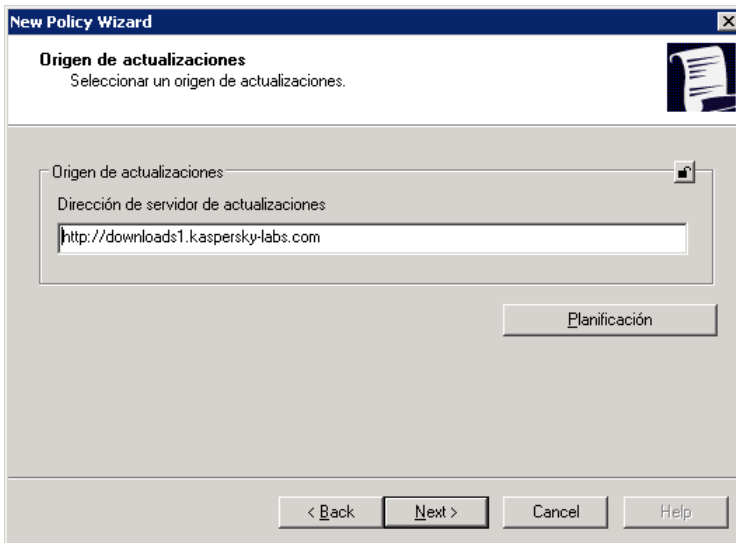 New Policy Wizard
Origen de actualizaciones
Seleccionar un origen de actualizaciones.
Origen de actualizaciones
Dirección de servidor de actualizaciones
http://downloads1.kaspersky-labs.com
Planificación
< Back Next > Cancel Help